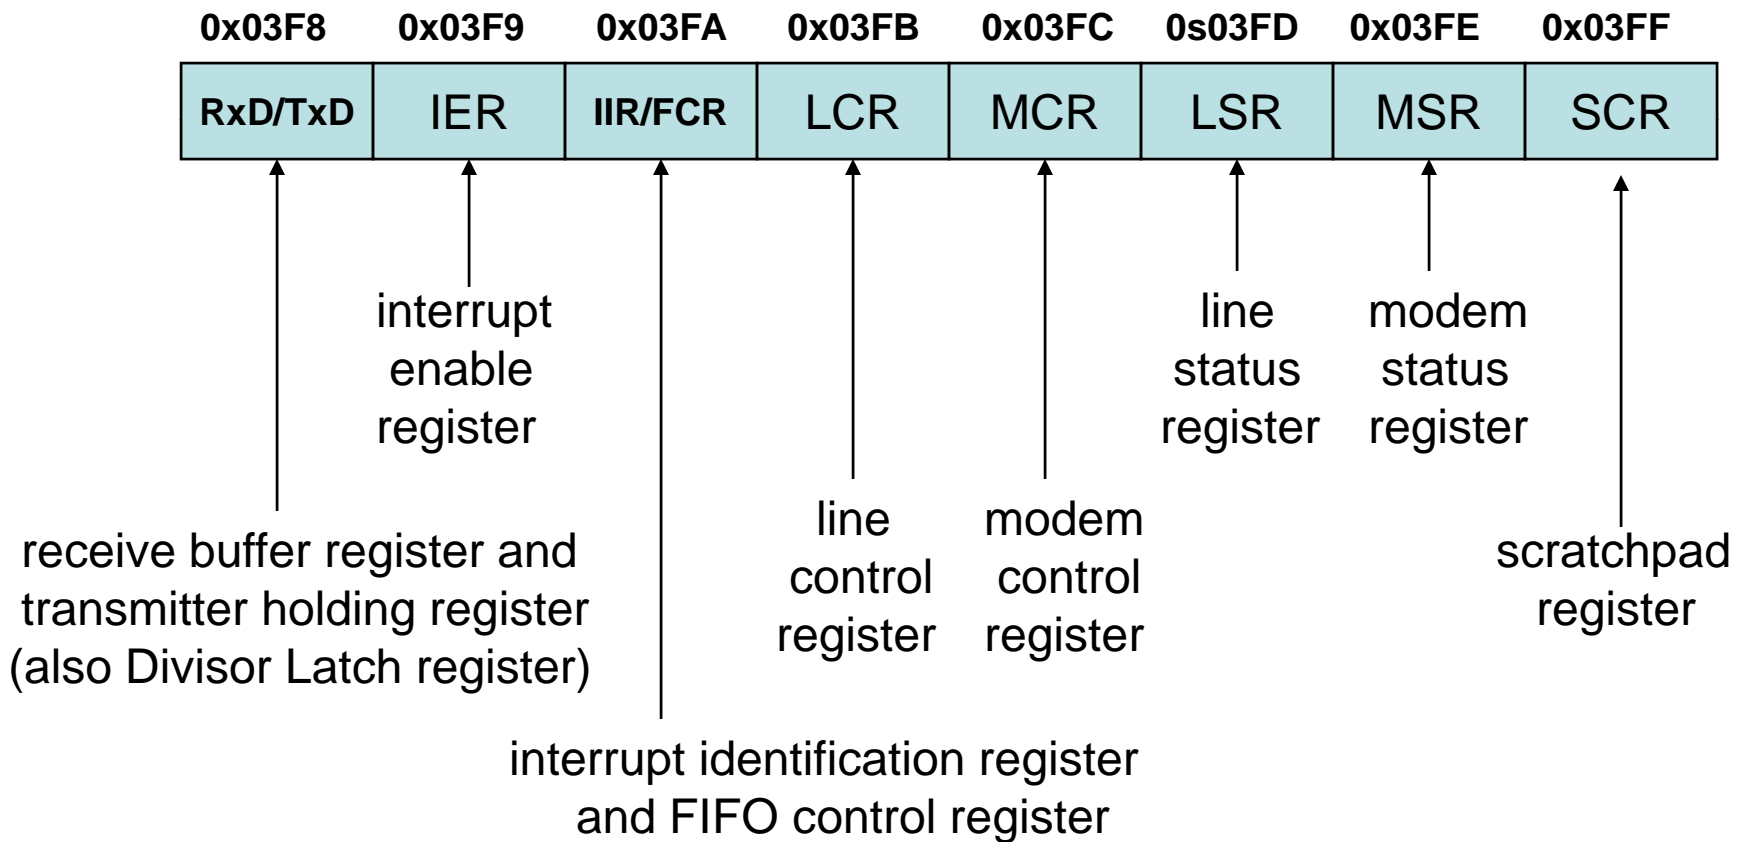 0x03F8 0x03F9 0x03FA 0x03FB 0x03FC 0s03FD 0x03FE 0x03FF
RxD/TxD IER IIR/FCR LCR MCR LSR MSR SCR
interrupt
enable
register
line
status
register
modem
status
register
receive buffer register and
transmitter holding register
(also Divisor Latch register)
line
control
register
modem
control
register
scratchpad
register
interrupt identification register
and FIFO control register